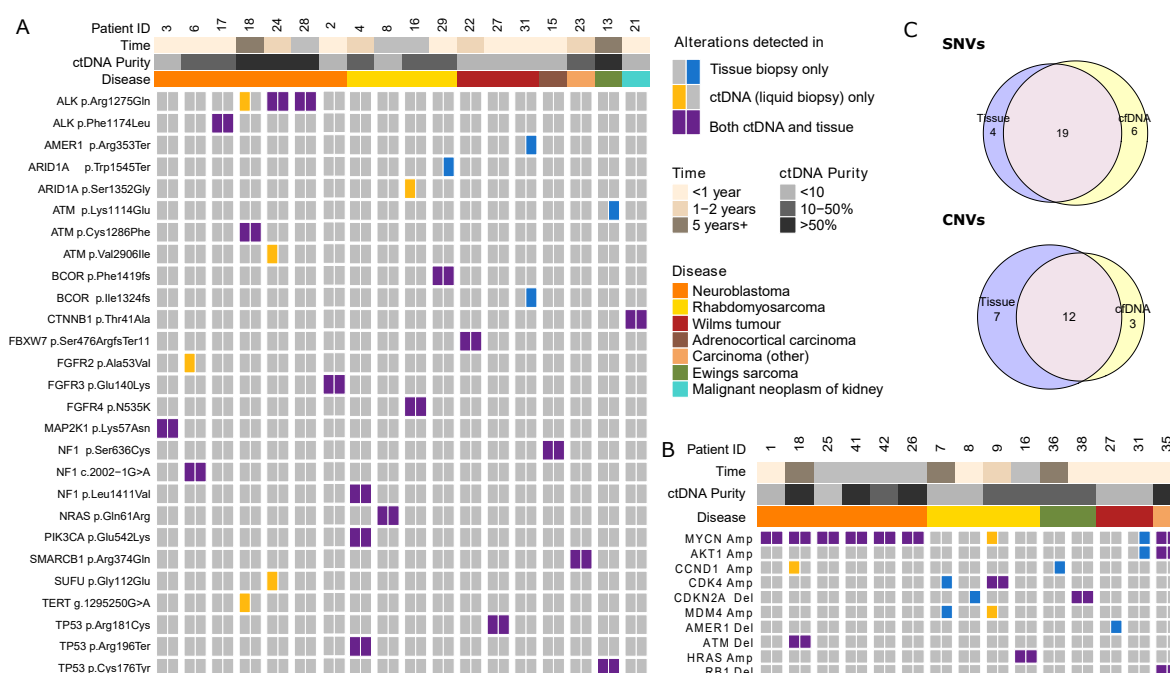 A
Patient ID 3 6 17 18 24 28 2 4 8 16 29 22 27 31 15 23 13 21
Time
ctDNA Purity
Disease
ALK p.Arg1275Gln
ALK p.Phe1174Leu
AMER1 p.Arg353Ter
ARID1A p.Trp1545Ter
ARID1A p.Ser1352Gly
ATM p.Lys1114Glu
ATM p.Cys1286Phe
ATM p.Val2906Ile
BCOR p.Phe1419fs
BCOR p.Ile1324fs
CTNNB1 p.Thr41Ala
FBXW7 p.Ser476ArgfsTer11
FGFR2 p.Ala53Val
FGFR3 p.Glu140Lys
FGFR4 p.N535K
MAP2K1 p.Lys57Asn
NF1 p.Ser636Cys
NF1 c.2002−1G>A
NF1 p.Leu1411Val
NRAS p.Gln61Arg
PIK3CA p.Glu542Lys
SMARCB1 p.Arg374Gln
SUFU p.Gly112Glu
TERT g.1295250G>A
TP53 p.Arg181Cys
TP53 p.Arg196Ter
TP53 p.Cys176Tyr
Alterations detected in
Tissue biopsy only
ctDNA (liquid biopsy) only
Both ctDNA and tissue
Time
<1 year
1−2 years
5 years+
ctDNA Purity
<10
10−50%
>50%
Disease
Neuroblastoma
Rhabdomyosarcoma
Wilms tumour
Adrenocortical carcinoma
Carcinoma (other)
Ewings sarcoma
Malignant neoplasm of kidney
C
SNVs
Tissue
4
19
cfDNA
6
CNVs
Tissue
7
12
cfDNA
3
B
Patient ID 1 18 25 41 42 26 7 8 9 16 36 38 27 31 35
Time
ctDNA Purity
Disease
MYCN Amp
AKT1 Amp
CCND1 Amp
CDK4 Amp
CDKN2A Del
MDM4 Amp
AMER1 Del
ATM Del
HRAS Amp
RB1 Del